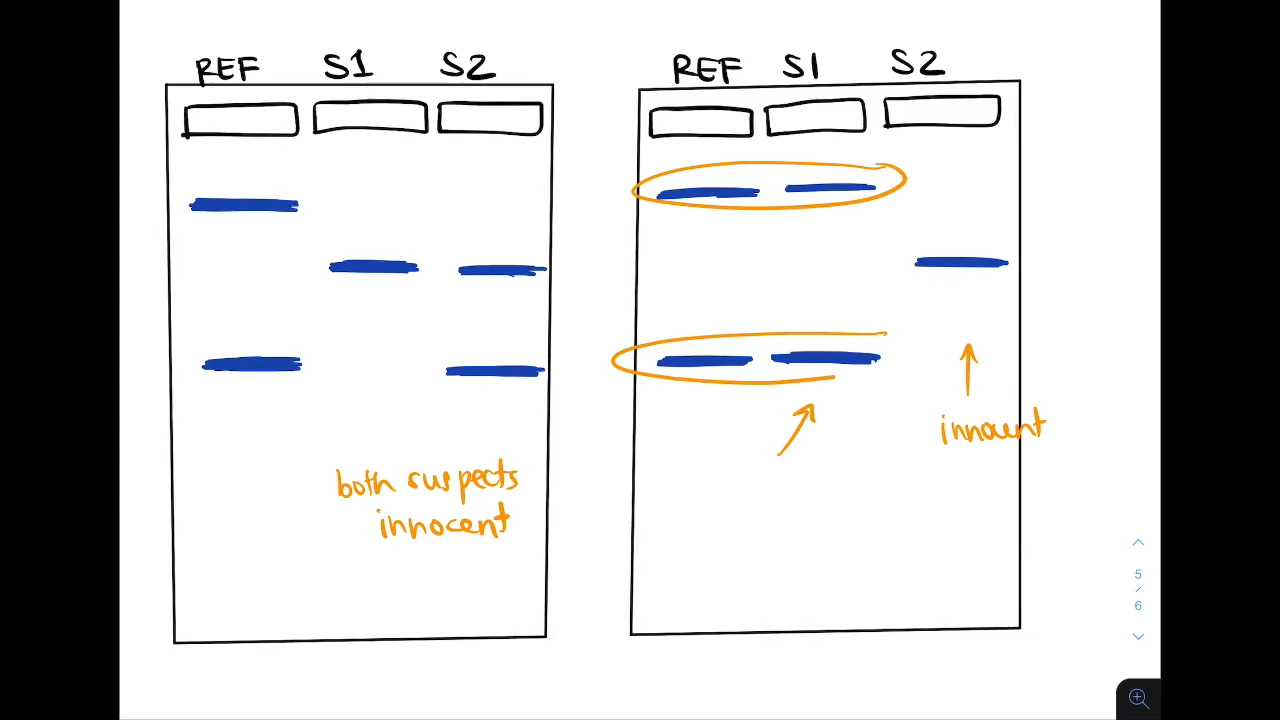 REF S1 S2
REF S1 S2
both suspects
innocent
innocent
5
/
6